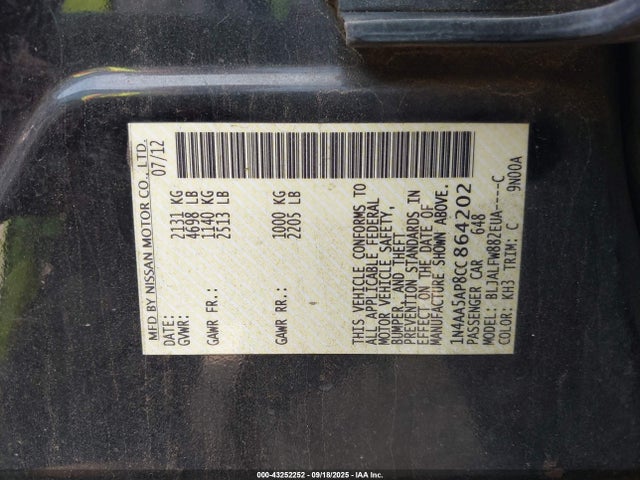 MFD BY NISSAN MOTOR CO., LTD.
DATE: 07/12
GVWR: 2131 KG
4698 LB
GAWR FR.: 1140 KG
2513 LB
GAWR RR.: 1000 KG
2205 LB
THIS VEHICLE CONFORMS TO
ALL APPLICABLE FEDERAL
MOTOR VEHICLE SAFETY,
BUMPER, AND THEFT
PREVENTION STANDARDS IN
EFFECT ON THE DATE OF
MANUFACTURE SHOWN ABOVE.
1N4AA5AP8CC864202
PASSENGER CAR 648
MODEL: BLJALFW882EUA----C
COLOR: KH3 TRIM: C 9N00A
000-43252252 - 09/18/2025 - IAA Inc.